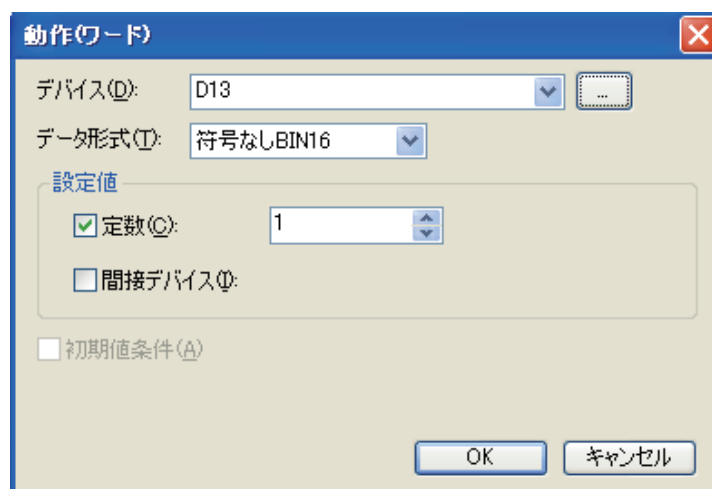 動作(ワード)
デバイス(D): D13 ...
データ形式(T): 符号なしBIN16
設定値
定数(C): 1
間接デバイス(I):
初期値条件(A)
OK キャンセル